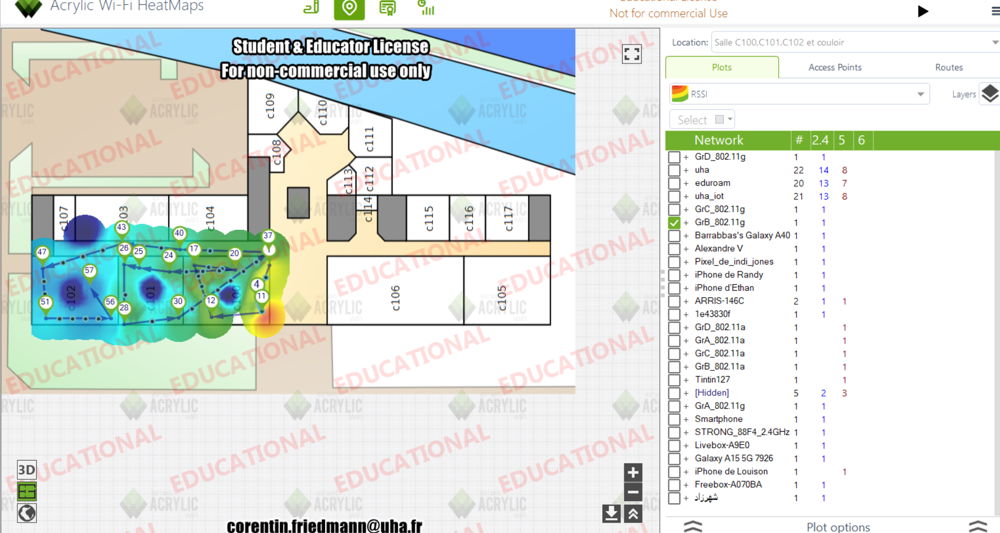 Acrylic Wi-Fi HeatMaps
Educational License
Not for commercial Use
Student & Educator License
For non-commercial use only
Location: Salle C100,C101,C102 et couloir
Plots Access Points Routes
RSSI Layers
Select
Network # 2.4 5 6
+ GrD_802.11g 1 1
+ uha 22 14 8
+ eduroam 20 13 7
+ uha_iot 21 13 8
+ GrC_802.11g 1 1
+ GrB_802.11g 1 1
+ Barrabbas's Galaxy A40 1 1
+ Alexandre V 1 1
+ Pixel_de_indi_jones 1 1
+ iPhone de Randy 1 1
+ iPhone d'Ethan 1 1
+ ARRIS-146C 2 1 1
+ 1e43830f 1 1
+ GrD_802.11a 1 1
+ GrA_802.11a 1 1
+ GrC_802.11a 1 1
+ GrB_802.11a 1 1
+ Tintin127 1 1
+ [Hidden] 5 2 3
+ GrA_802.11g 1 1
+ Smartphone 1 1
+ STRONG_88F4_2.4GHz 1 1
+ Livebox-A9E0 1 1
+ Galaxy A15 5G 7926 1 1
+ iPhone de Louison 1 1
+ Freebox-A070BA 1 1
+ شهرزاد 1 1
Plot options
c109
c110
c111
c108
c113
c112
c114
c107
c104
c115
c116
c117
43
40
37
47
26
25
24
17
20
57
4
51
56
28
30
12
11
c102
c101
c100
c106
c105
3D
corentin.friedmann@uha.fr
EDUCATIONAL
ACRYLIC
WiFi
HEAT MAPS